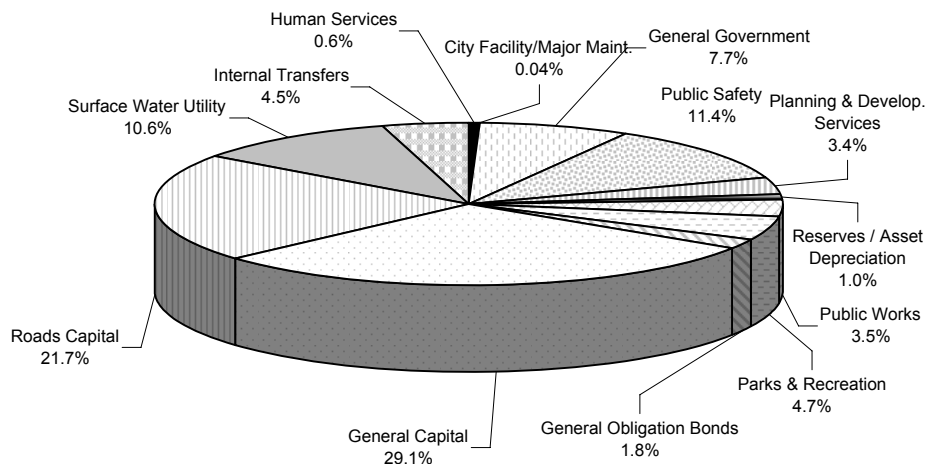 Human Services
0.6%
City Facility/Major Maint.
0.04%
General Government
7.7%
Internal Transfers
4.5%
Public Safety
11.4%
Planning & Develop.
Services
3.4%
Surface Water Utility
10.6%
Reserves / Asset
Depreciation
1.0%
Public Works
3.5%
Roads Capital
21.7%
Parks & Recreation
4.7%
General Obligation Bonds
1.8%
General Capital
29.1%